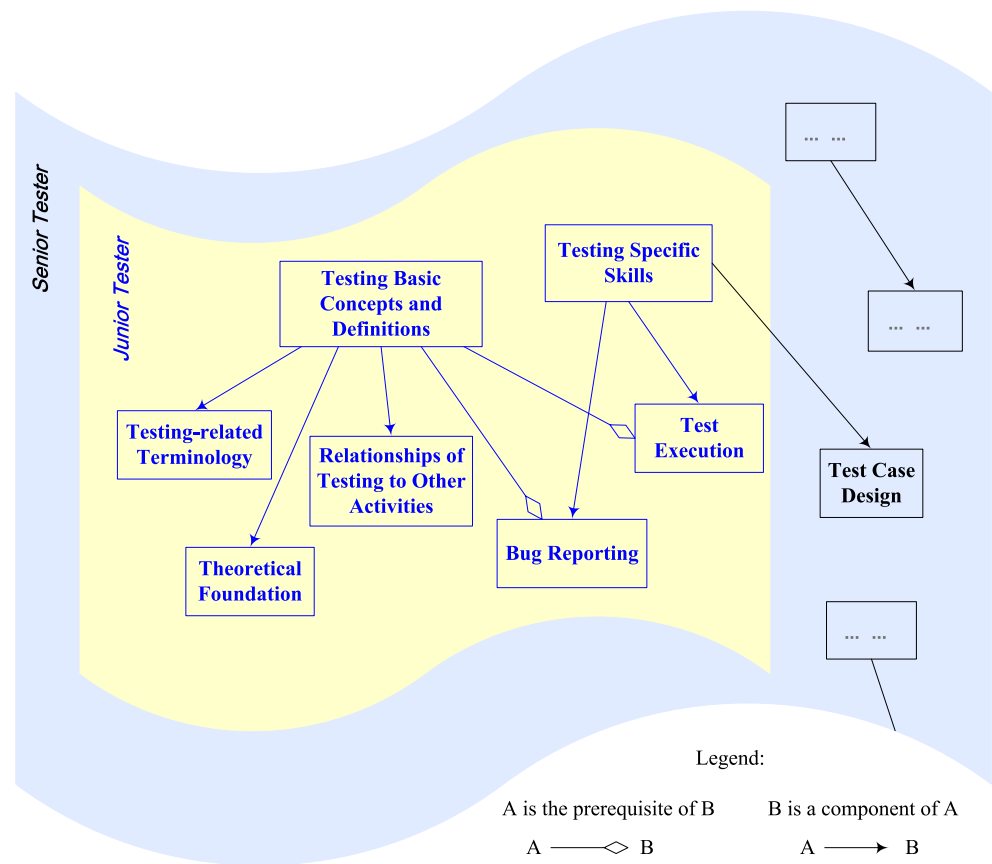 Senior Tester
Junior Tester
... ...
Testing Specific
Skills
Testing Basic
Concepts and
Definitions
... ...
Testing-related
Terminology
Relationships of
Testing to Other
Activities
Test
Execution
Test Case
Design
Bug Reporting
Theoretical
Foundation
... ...
Legend:
A is the prerequisite of B
B is a component of A
A B
A B